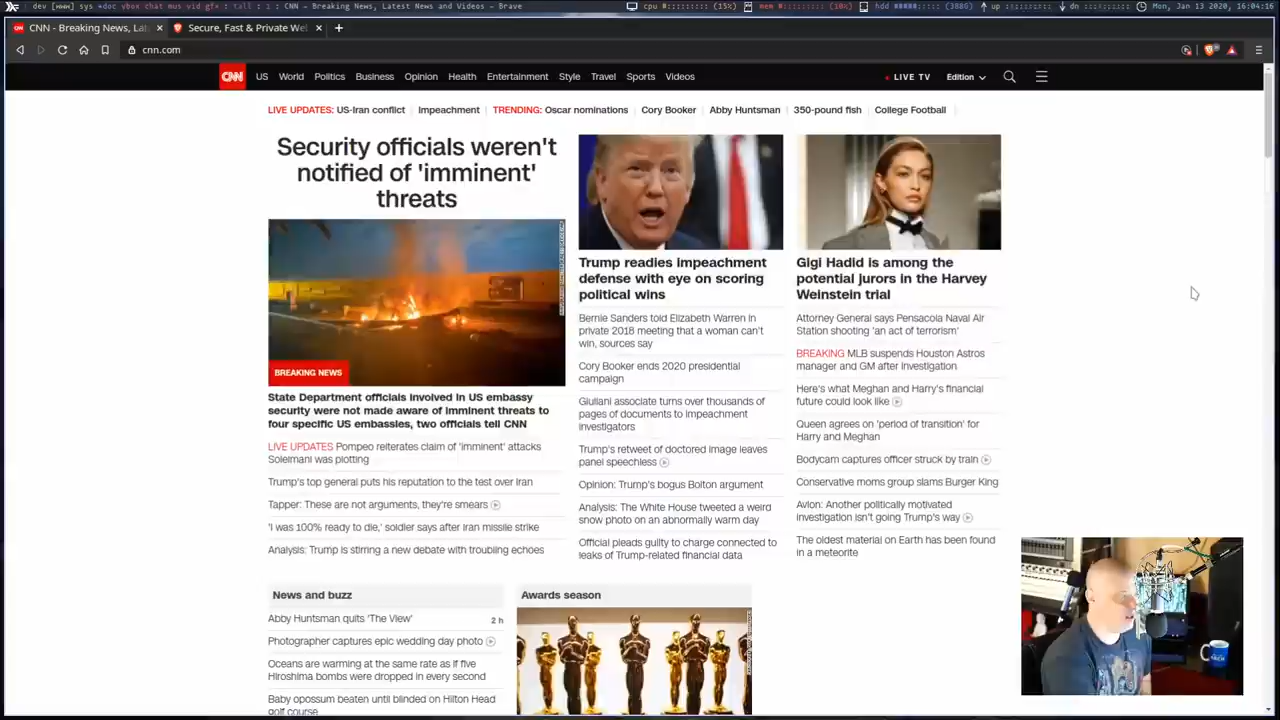 dev [www] sys doc vbox chat mus vid gfx : Tall : 1 : CNN - Breaking News, Latest News and Videos - Brave
cpu (15%) mem (10%) hdd (388G) up dn Mon, Jan 13 2020, 16:04:16
CNN - Breaking News, Lat
Secure, Fast & Private We
cnn.com
CNN US World Politics Business Opinion Health Entertainment Style Travel Sports Videos
LIVE TV Edition
LIVE UPDATES: US-Iran conflict Impeachment TRENDING: Oscar nominations Cory Booker Abby Huntsman 350-pound fish College Football
Security officials weren't
notified of 'imminent'
threats
BREAKING NEWS
State Department officials involved in US embassy
security were not made aware of imminent threats to
four specific US embassies, two officials tell CNN
LIVE UPDATES Pompeo reiterates claim of 'imminent' attacks
Soleimani was plotting
Trump's top general puts his reputation to the test over Iran
Tapper: These are not arguments, they're smears
'I was 100% ready to die,' soldier says after Iran missile strike
Analysis: Trump is stirring a new debate with troubling echoes
Trump readies impeachment
defense with eye on scoring
political wins
Bernie Sanders told Elizabeth Warren in
private 2018 meeting that a woman can't
win, sources say
Cory Booker ends 2020 presidential
campaign
Giuliani associate turns over thousands of
pages of documents to impeachment
investigators
Trump's retweet of doctored image leaves
panel speechless
Opinion: Trump's bogus Bolton argument
Analysis: The White House tweeted a weird
snow photo on an abnormally warm day
Official pleads guilty to charge connected to
leaks of Trump-related financial data
Gigi Hadid is among the
potential jurors in the Harvey
Weinstein trial
Attorney General says Pensacola Naval Air
Station shooting 'an act of terrorism'
BREAKING MLB suspends Houston Astros
manager and GM after investigation
Here's what Meghan and Harry's financial
future could look like
Queen agrees on 'period of transition' for
Harry and Meghan
Bodycam captures officer struck by train
Conservative moms group slams Burger King
Avlon: Another politically motivated
investigation isn't going Trump's way
The oldest material on Earth has been found
in a meteorite
News and buzz
Abby Huntsman quits 'The View' 2 h
Photographer captures epic wedding day photo
Oceans are warming at the same rate as if five
Hiroshima bombs were dropped in every second
Baby opossum beaten until blinded on Hilton Head
golf course
Awards season